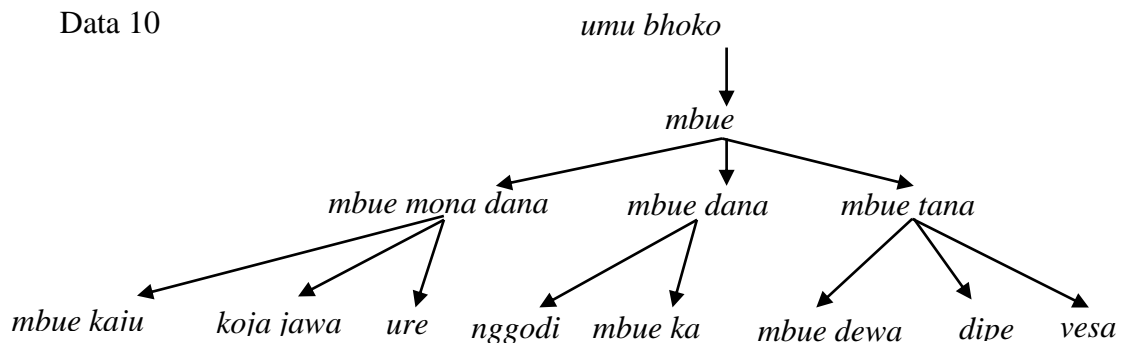 Data 10
umu bhoko
mbue
mbue mona dana mbue dana mbue tana
mbue kaju koja jawa ure nggodi mbue ka mbue dewa dipe vesa